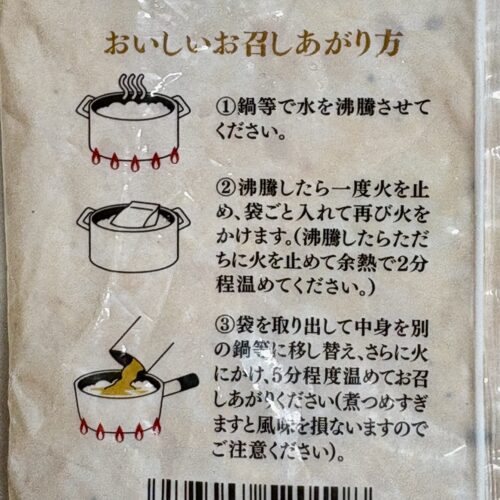 おいしいお召しあがり方
①鍋等で水を沸騰させて
ください。
②沸騰したら一度火を止
め、袋ごと入れて再び火を
かけます。(沸騰したらただ
ちに火を止めて余熱で2分
程温めてください。)
③袋を取り出して中身を別
の鍋等に移し替え、さらに火
にかけ、5分程度温めてお召
しあがりください(煮つめすぎ
ますと風味を損ないますので
ご注意ください)。